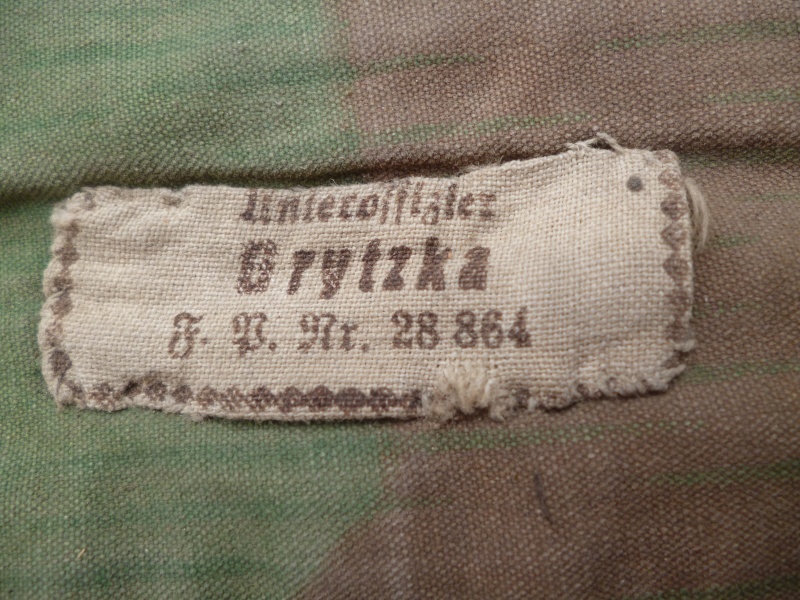 Unteroffizier
Grytzka
F. P. Nr. 28 864